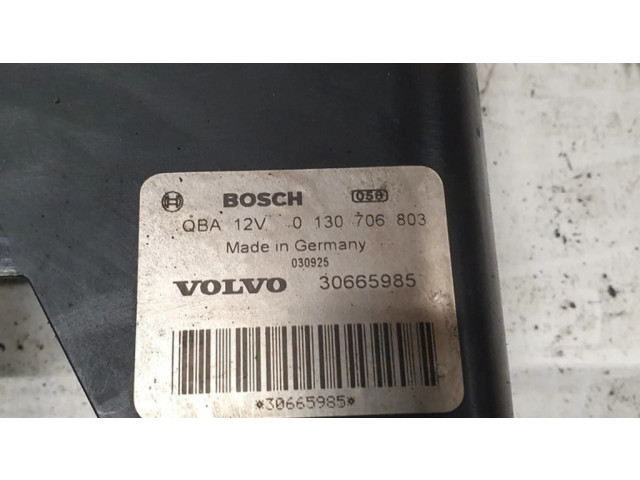 BOSCH 058
QBA 12V 0 130 706 803
Made in Germany
030925
VOLVO 30665985
*30665985*